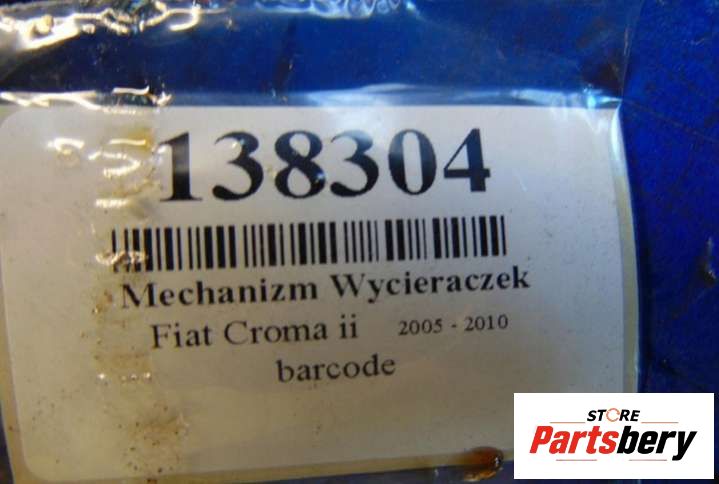 138304
Mechanizm Wycieraczek
Fiat Croma ii 2005 - 2010
barcode
STORE
Partsbery